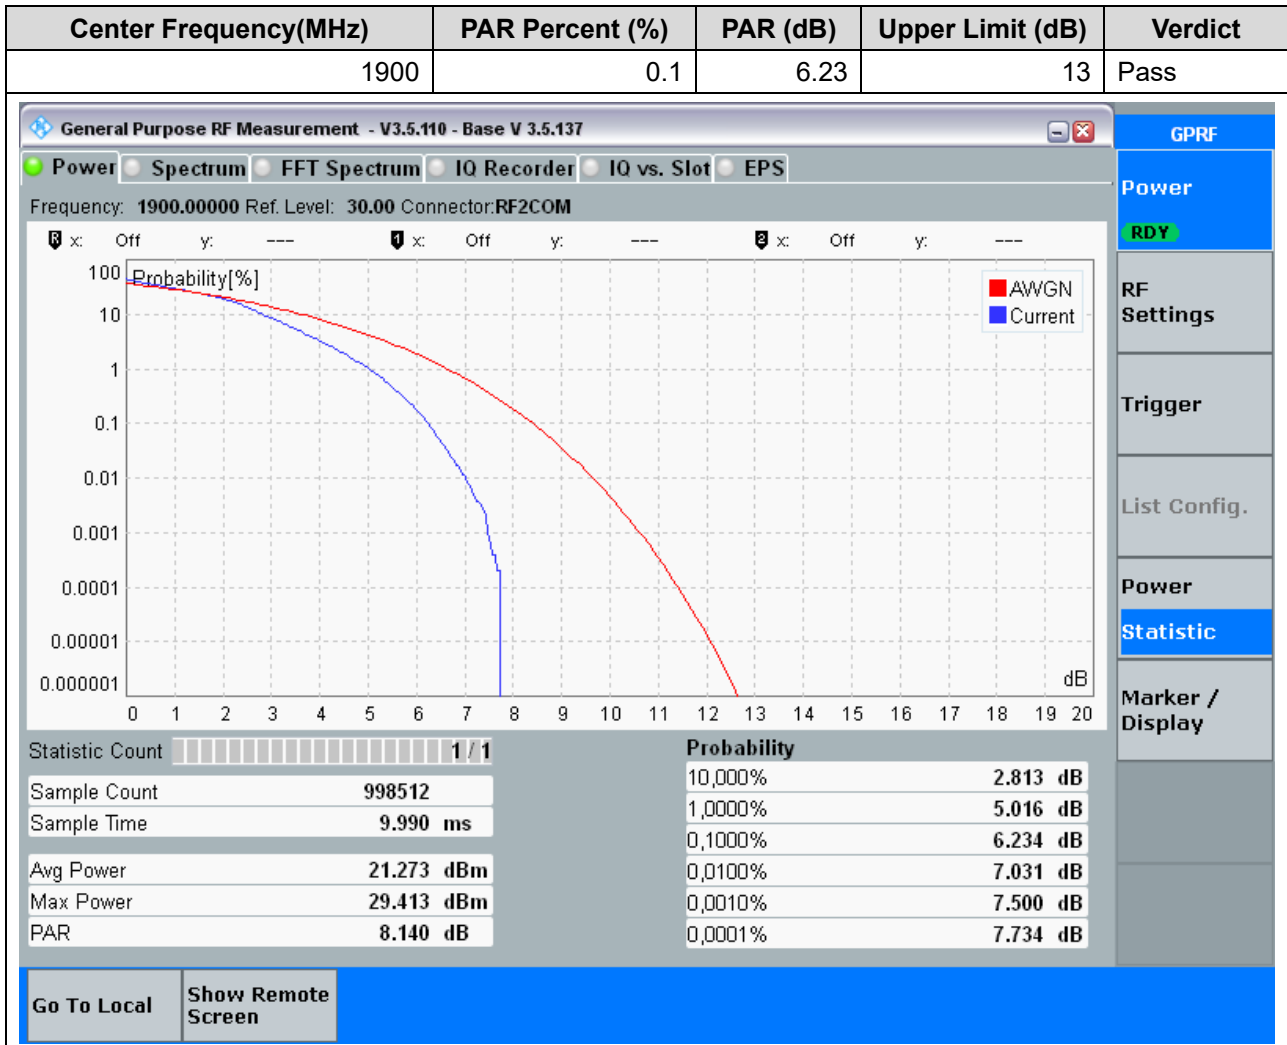 Center Frequency(MHz) PAR Percent (%) PAR (dB) Upper Limit (dB) Verdict
1900 0.1 6.23 13 Pass
General Purpose RF Measurement - V3.5.110 - Base V 3.5.137
GPRF
Power Spectrum FFT Spectrum IQ Recorder IQ vs. Slot EPS
Power
RDY
Frequency: 1900.00000 Ref. Level: 30.00 Connector:RF2COM
R x: Off y: --- 1 x: Off y: --- 2 x: Off y: ---
Probability[%]
100
10
1
0.1
0.01
0.001
0.0001
0.00001
0.000001
AWGN
Current
dB
0 1 2 3 4 5 6 7 8 9 10 11 12 13 14 15 16 17 18 19 20
RF
Settings
Trigger
List Config.
Power
Statistic
Marker /
Display
Statistic Count 1 / 1
Sample Count 998512
Sample Time 9.990 ms
Avg Power 21.273 dBm
Max Power 29.413 dBm
PAR 8.140 dB
Probability
10,000% 2.813 dB
1,0000% 5.016 dB
0,1000% 6.234 dB
0,0100% 7.031 dB
0,0010% 7.500 dB
0,0001% 7.734 dB
Go To Local
Show Remote
Screen